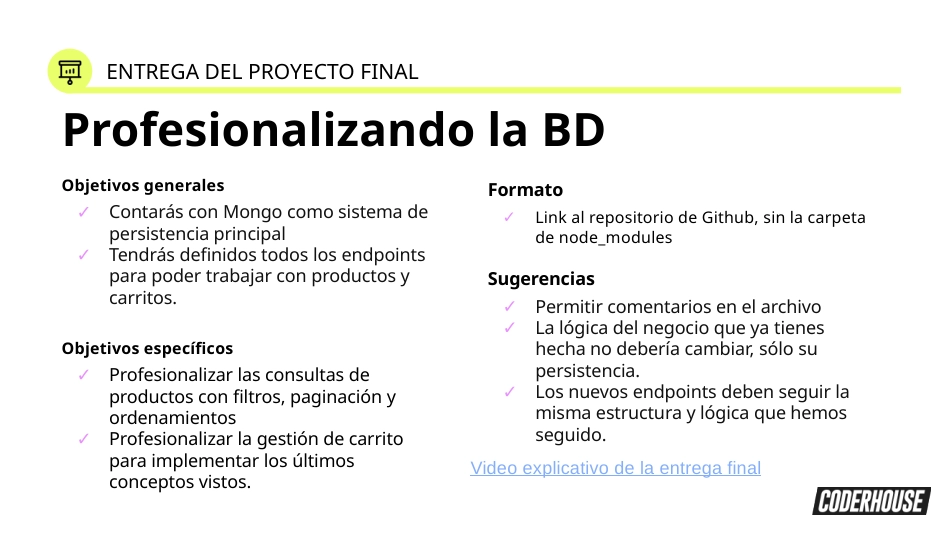 ENTREGA DEL PROYECTO FINAL
Profesionalizando la BD
Objetivos generales
✓ Contarás con Mongo como sistema de
persistencia principal
✓ Tendrás definidos todos los endpoints
para poder trabajar con productos y
carritos.
Objetivos específicos
✓ Profesionalizar las consultas de
productos con filtros, paginación y
ordenamientos
✓ Profesionalizar la gestión de carrito
para implementar los últimos
conceptos vistos.
Formato
✓ Link al repositorio de Github, sin la carpeta
de node_modules
Sugerencias
✓ Permitir comentarios en el archivo
✓ La lógica del negocio que ya tienes
hecha no debería cambiar, sólo su
persistencia.
✓ Los nuevos endpoints deben seguir la
misma estructura y lógica que hemos
seguido.
Video explicativo de la entrega final
CODERHOUSE